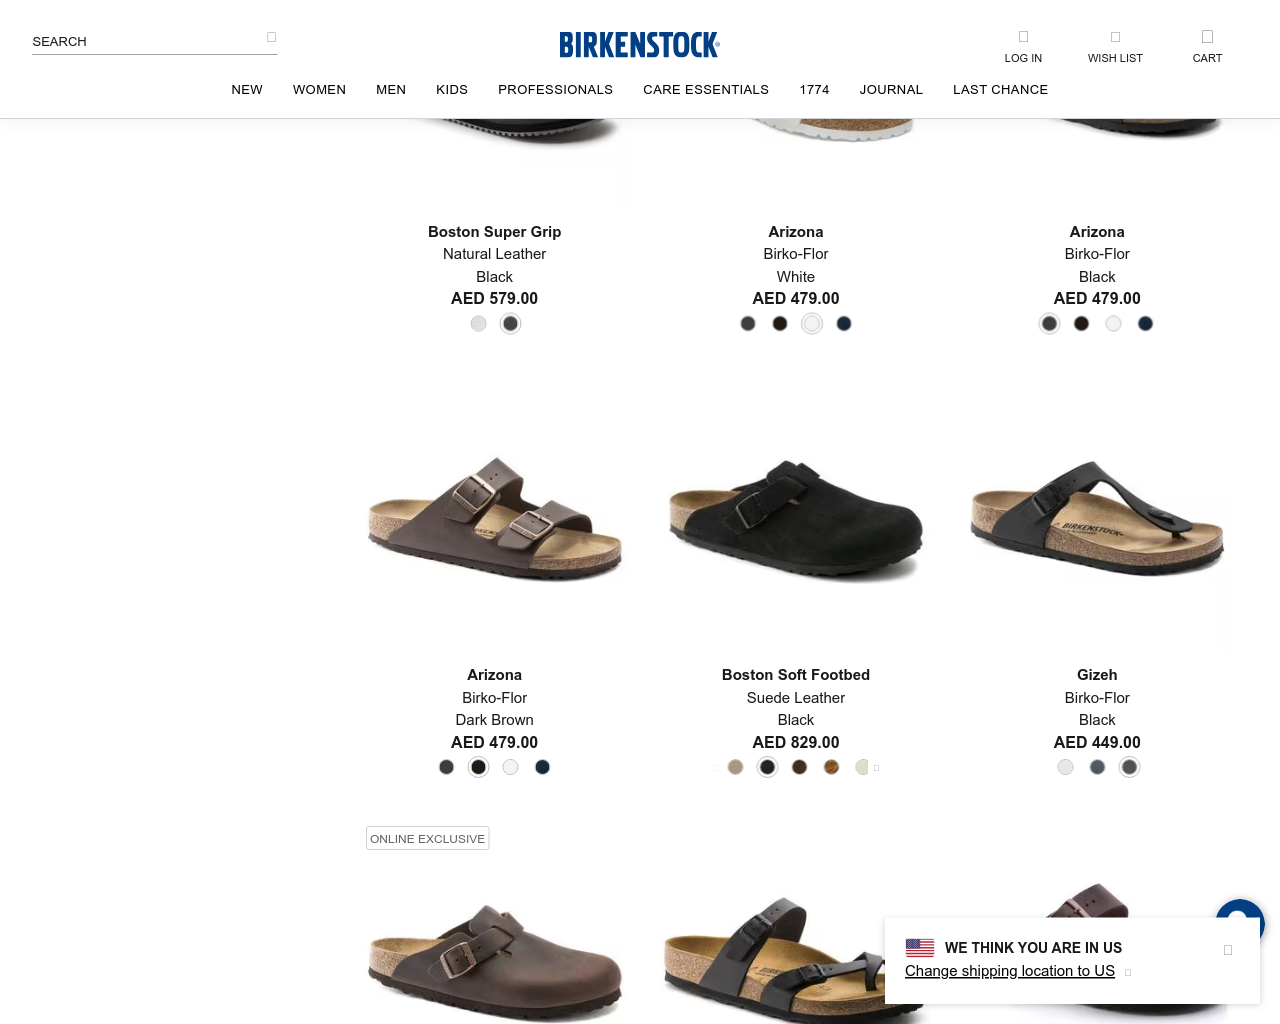 SEARCH
BIRKENSTOCK
LOG IN
WISH LIST
CART
NEW WOMEN MEN KIDS PROFESSIONALS CARE ESSENTIALS 1774 JOURNAL LAST CHANCE
Boston Super Grip
Natural Leather
Black
AED 579.00
Arizona
Birko-Flor
White
AED 479.00
Arizona
Birko-Flor
Black
AED 479.00
BIRKENSTOCK
Arizona
Birko-Flor
Dark Brown
AED 479.00
Boston Soft Footbed
Suede Leather
Black
AED 829.00
Gizeh
Birko-Flor
Black
AED 449.00
ONLINE EXCLUSIVE
WE THINK YOU ARE IN US
Change shipping location to US